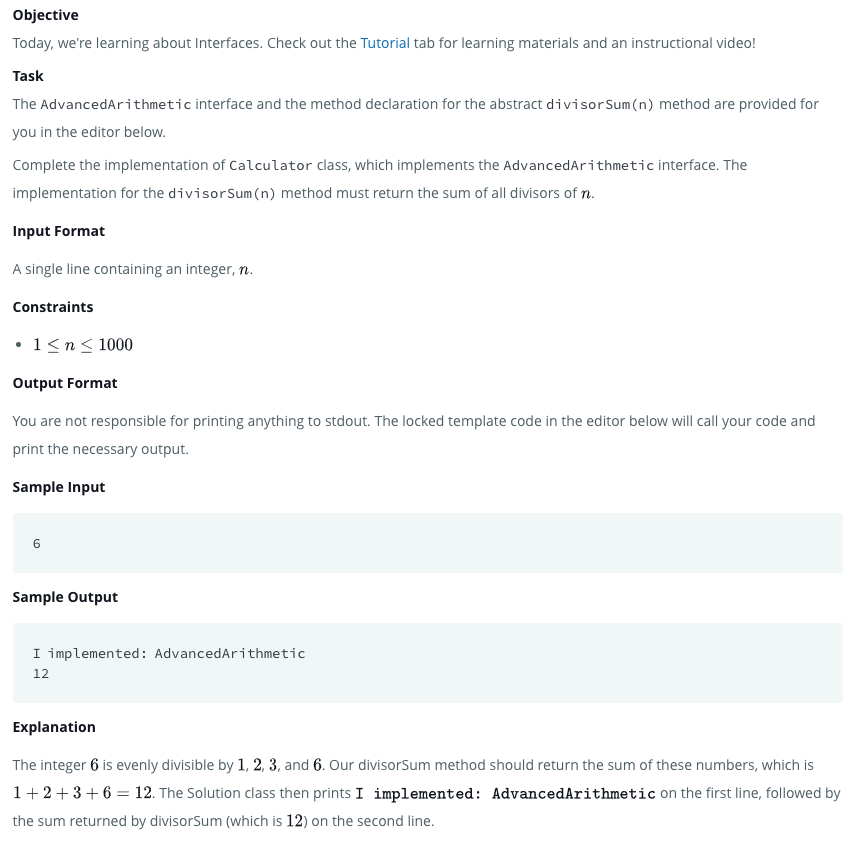 Objective
Today, we're learning about Interfaces. Check out the Tutorial tab for learning materials and an instructional video!
Task
The AdvancedArithmetic interface and the method declaration for the abstract divisorSum(n) method are provided for
you in the editor below.
Complete the implementation of Calculator class, which implements the AdvancedArithmetic interface. The
implementation for the divisorSum(n) method must return the sum of all divisors of n.
Input Format
A single line containing an integer, n.
Constraints
• 1 ≤ n ≤ 1000
Output Format
You are not responsible for printing anything to stdout. The locked template code in the editor below will call your code and
print the necessary output.
Sample Input
6
Sample Output
I implemented: AdvancedArithmetic
12
Explanation
The integer 6 is evenly divisible by 1, 2, 3, and 6. Our divisorSum method should return the sum of these numbers, which is
1 + 2 + 3 + 6 = 12. The Solution class then prints I implemented: AdvancedArithmetic on the first line, followed by
the sum returned by divisorSum (which is 12) on the second line.